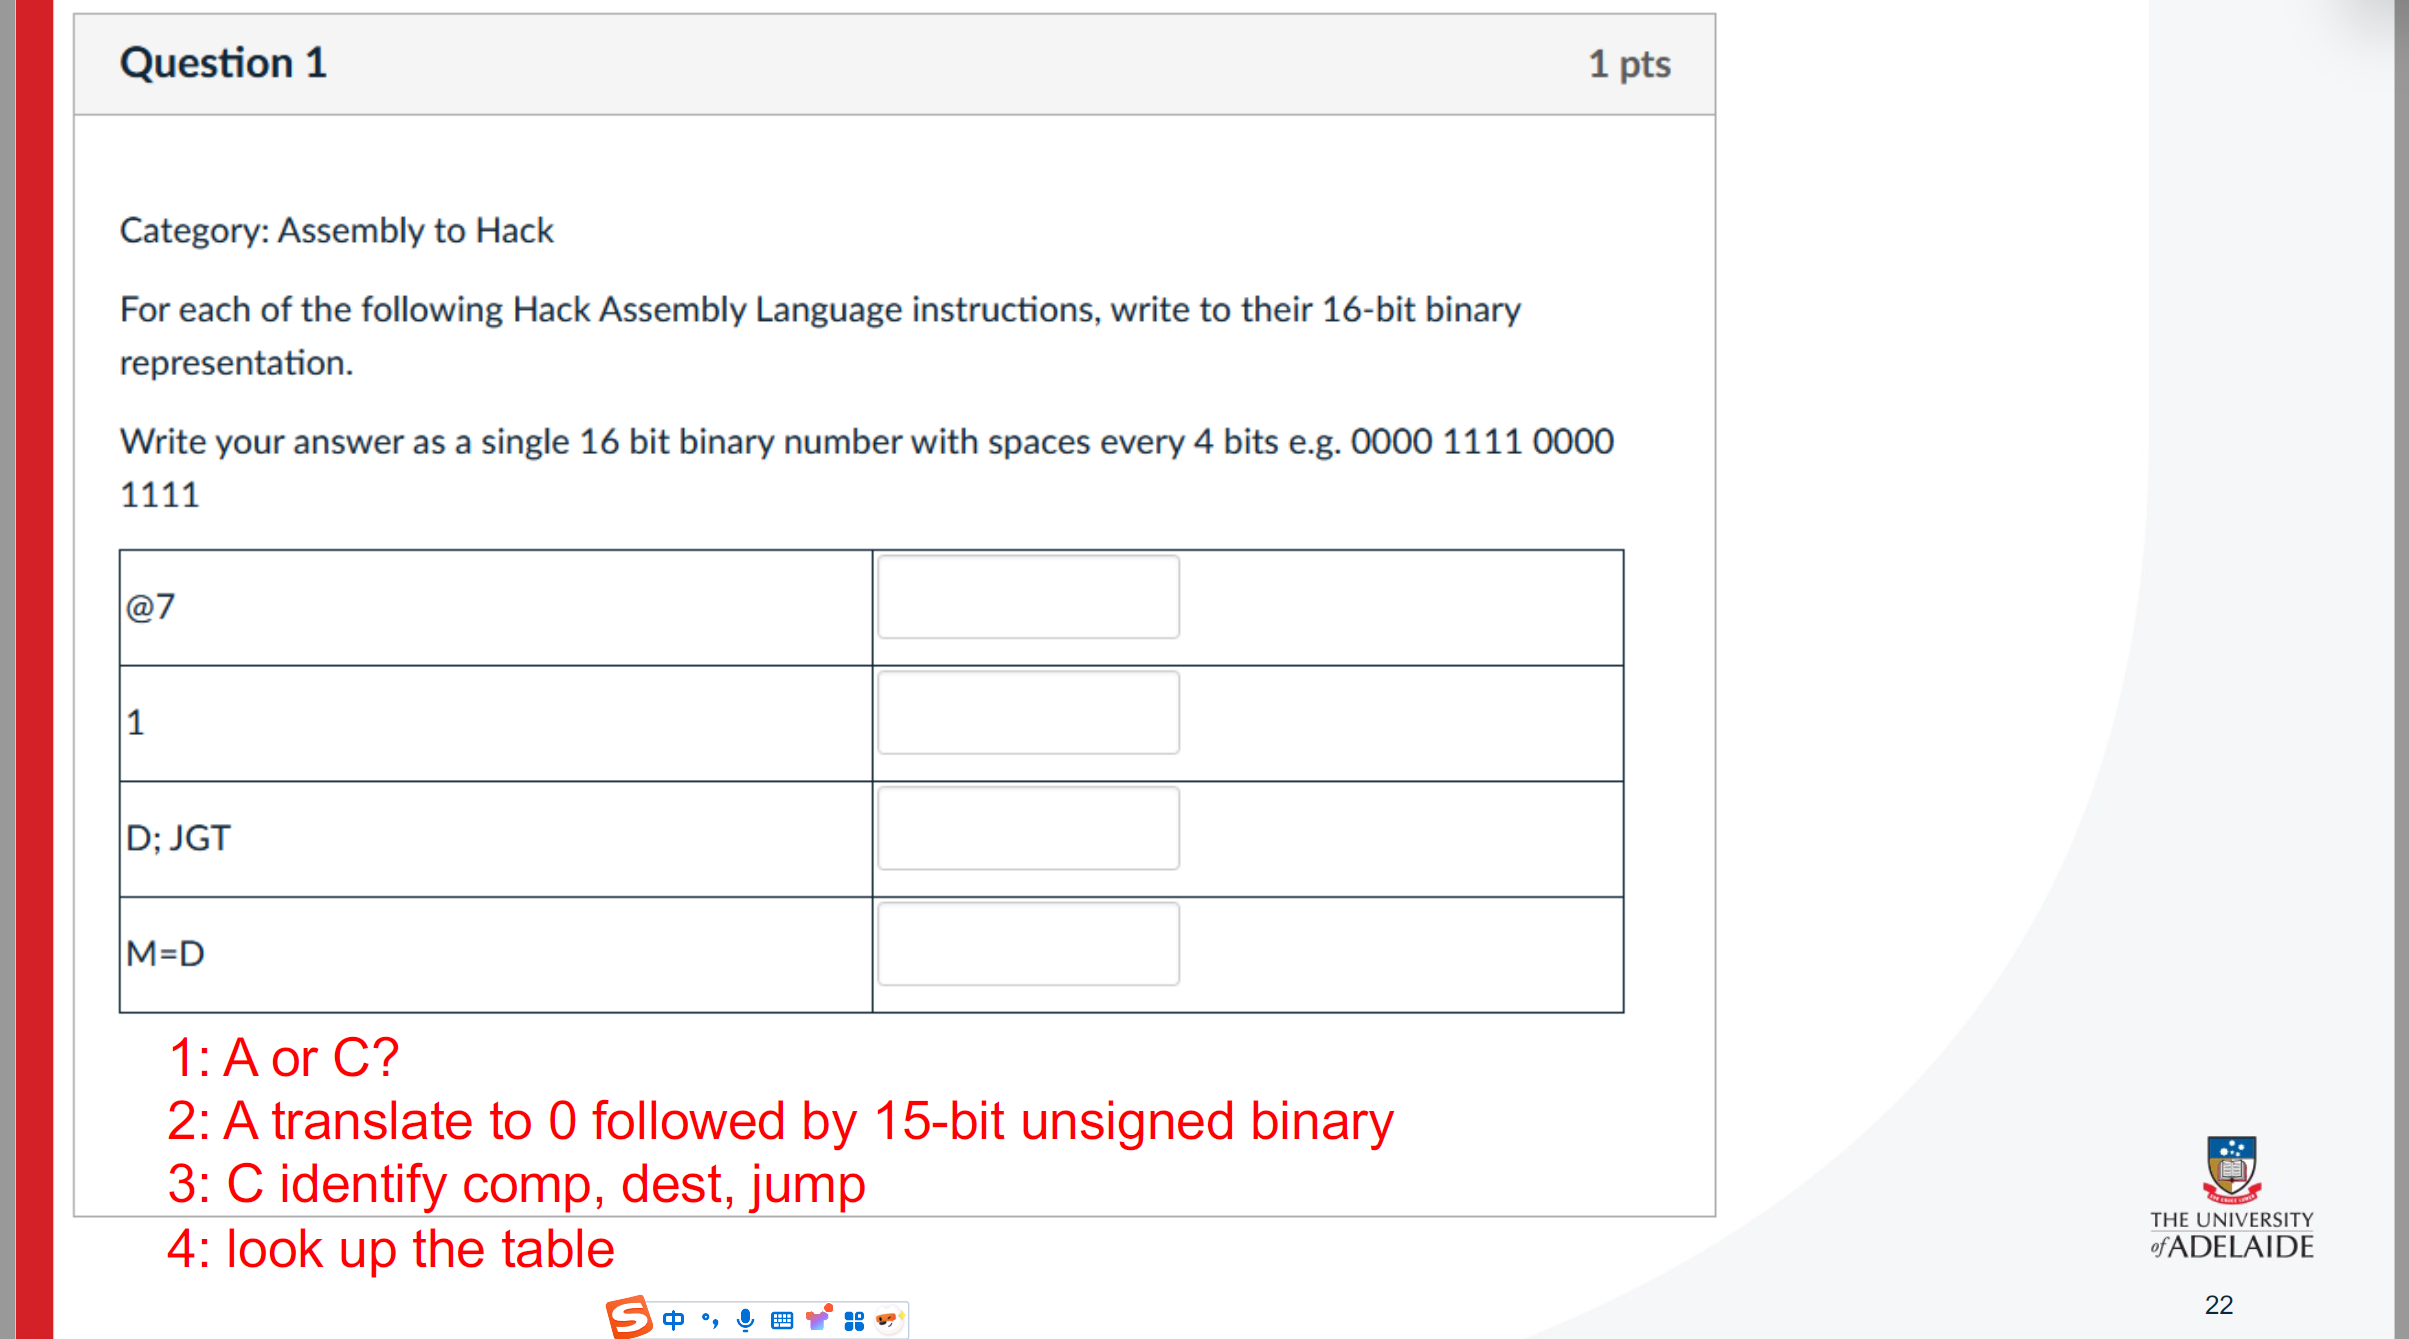 Question 1
1 pts
Category: Assembly to Hack
For each of the following Hack Assembly Language instructions, write to their 16-bit binary
representation.
Write your answer as a single 16 bit binary number with spaces every 4 bits e.g. 0000 1111 0000
1111
@7
1
D; JGT
M=D
1: A or C?
2: A translate to 0 followed by 15-bit unsigned binary
3: C identify comp, dest, jump
4: look up the table
THE UNIVERSITY
of ADELAIDE
22
S 中